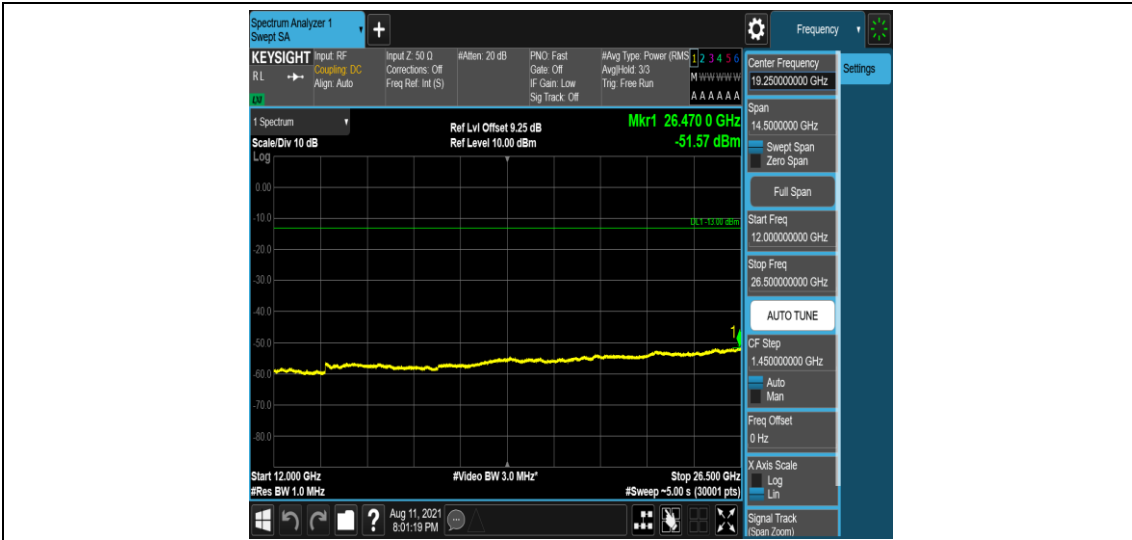 Spectrum Analyzer 1
Swept SA
+
Frequency
KEYSIGHT
Input: RF
Input Z: 50 Ω
#Atten: 20 dB
PNO: Fast
#Avg Type: Power (RMS
1 2 3 4 5 6
R L
Coupling: DC
Corrections: Off
Gate: Off
Avg|Hold: 3/3
M W W W W W
Align: Auto
Freq Ref: Int (S)
IF Gain: Low
Trig: Free Run
Sig Track: Off
A A A A A A
LXI
1 Spectrum
Ref Lvl Offset 9.25 dB
Mkr1 26.470 0 GHz
Scale/Div 10 dB
Ref Level 10.00 dBm
-51.57 dBm
Log
0.00
-10.0
DL1 -13.00 dBm
-20.0
-30.0
-40.0
1
-50.0
-60.0
-70.0
-80.0
Start 12.000 GHz
#Video BW 3.0 MHz*
Stop 26.500 GHz
#Res BW 1.0 MHz
#Sweep ~5.00 s (30001 pts)
?
Aug 11, 2021
8:01:19 PM
Center Frequency
19.250000000 GHz
Settings
Span
14.5000000 GHz
Swept Span
Zero Span
Full Span
Start Freq
12.000000000 GHz
Stop Freq
26.500000000 GHz
AUTO TUNE
CF Step
1.450000000 GHz
Auto
Man
Freq Offset
0 Hz
X Axis Scale
Log
Lin
Signal Track
(Span Zoom)